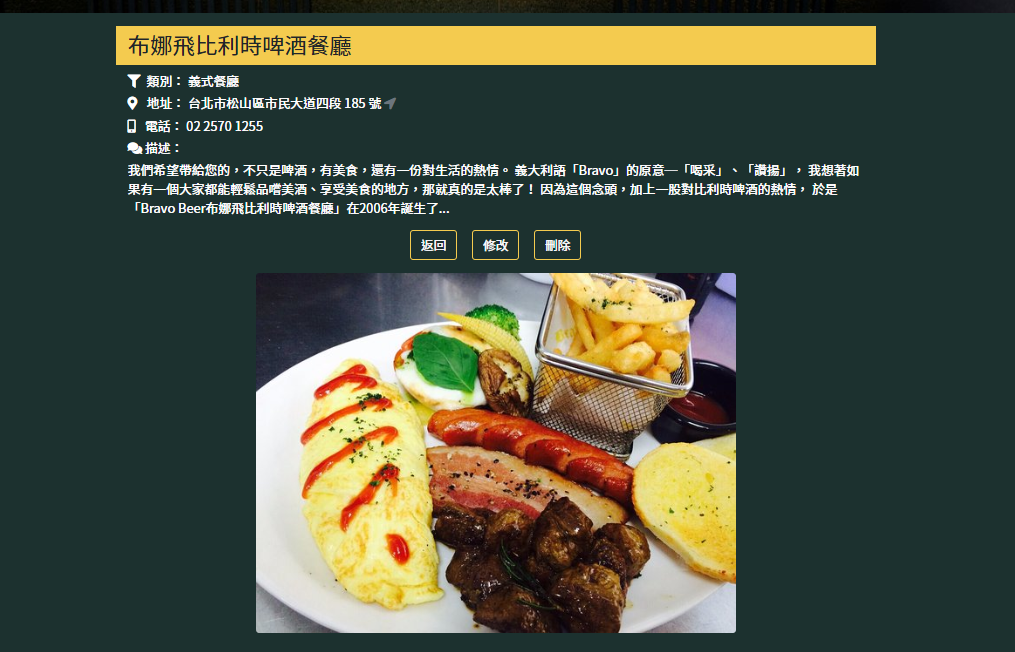 布娜飛比利時啤酒餐廳
類別： 義式餐廳
地址： 台北市松山區市民大道四段 185 號
電話： 02 2570 1255
描述：
我們希望帶給您的，不只是啤酒，有美食，還有一份對生活的熱情。 義大利語「Bravo」的原意—「喝采」、「讚揚」， 我想著如
果有一個大家都能輕鬆品嚐美酒、享受美食的地方，那就真的是太棒了！ 因為這個念頭，加上一股對比利時啤酒的熱情， 於是
「Bravo Beer布娜飛比利時啤酒餐廳」在2006年誕生了...
返回 修改 刪除